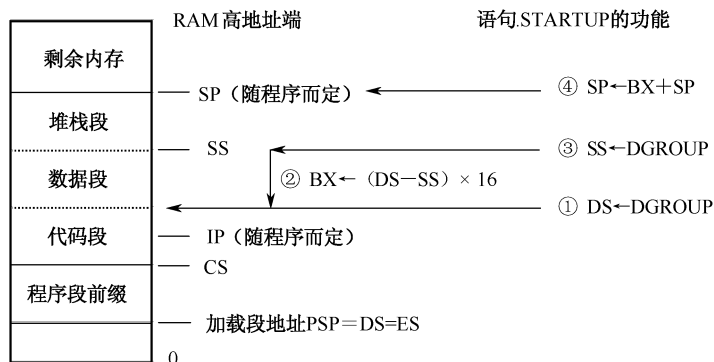 RAM高地址端 语句.STARTUP的功能
剩余内存
SP（随程序而定） ④ SP←BX＋SP
堆栈段
SS ③ SS←DGROUP
数据段 ② BX←（DS－SS）×16
① DS←DGROUP
代码段 IP（随程序而定）
CS
程序段前缀
加载段地址PSP＝DS=ES
0